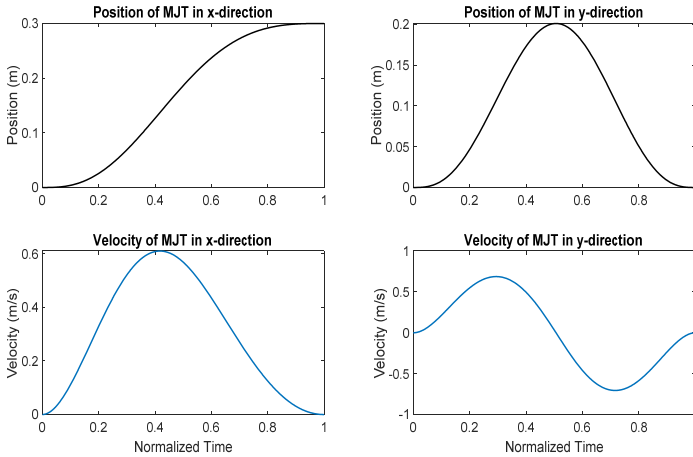 Position of MJT in x-direction
Position (m)
0.3
0.2
0.1
0
0 0.2 0.4 0.6 0.8 1
Position of MJT in y-direction
Position (m)
0.2
0.15
0.1
0.05
0
0 0.2 0.4 0.6 0.8
Velocity of MJT in x-direction
Velocity (m/s)
0.6
0.4
0.2
0
0 0.2 0.4 0.6 0.8 1
Normalized Time
Velocity of MJT in y-direction
Velocity (m/s)
1
0.5
0
-0.5
-1
0 0.2 0.4 0.6 0.8
Normalized Time